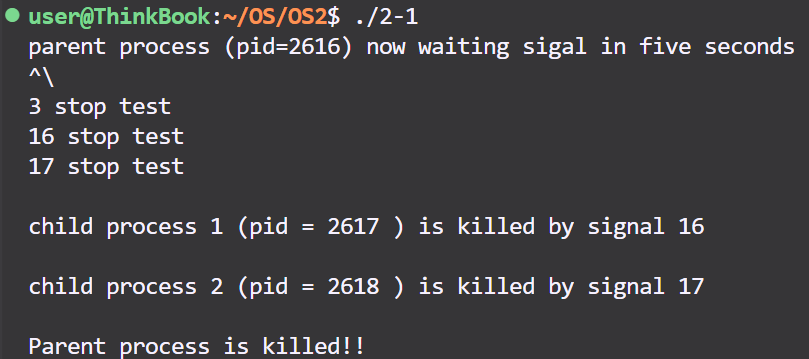 user@ThinkBook:~/OS/OS2$ ./2-1
parent process (pid=2616) now waiting sigal in five seconds
^\
3 stop test
16 stop test
17 stop test
child process 1 (pid = 2617 ) is killed by signal 16
child process 2 (pid = 2618 ) is killed by signal 17
Parent process is killed!!